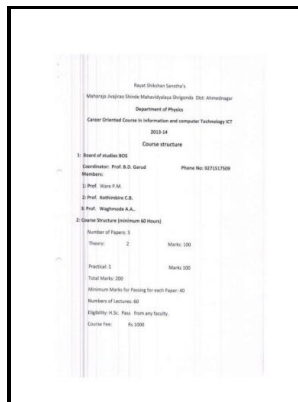 Rayat Shikshan Sanstha's
Maharaja Jivajirao Shinde Mahavidyalaya Shrigonda Dist: Ahmednagar
Department of Physics
Career Oriented Course in Information and computer Technology ICT
2013-14
Course structure
1: Board of studies BOS
Coordinator: Prof. B.D. Garud Phone No: 9271517509
Members:
1: Prof. Ware P.M.
2: Prof. Kathindire C.B.
3: Prof. Waghmode A.A.
2: Course Structure (minimum 60 Hours)
Number of Papers: 3
Theory: 2 Marks: 100
Practical: 1 Marks 100
Total Marks: 200
Minimum Marks for Passing for each Paper: 40
Numbers of Lectures: 60
Eligibility: H.Sc. Pass from any faculty.
Course Fee: Rs 1000